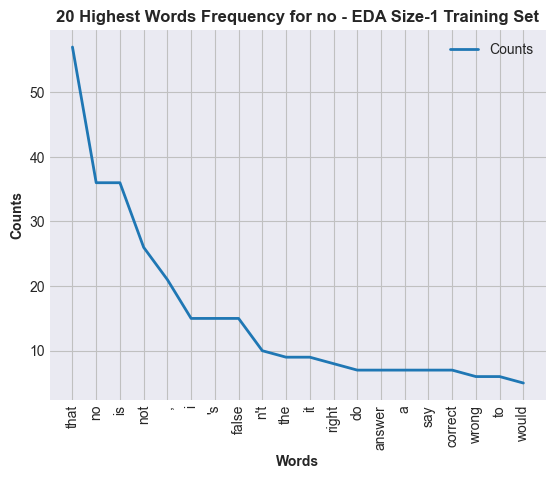 20 Highest Words Frequency for no - EDA Size-1 Training Set
Counts
Counts
50
40
30
20
10
that
no
is
not
,
i
's
false
n't
the
it
right
do
answer
a
say
correct
wrong
to
would
Words